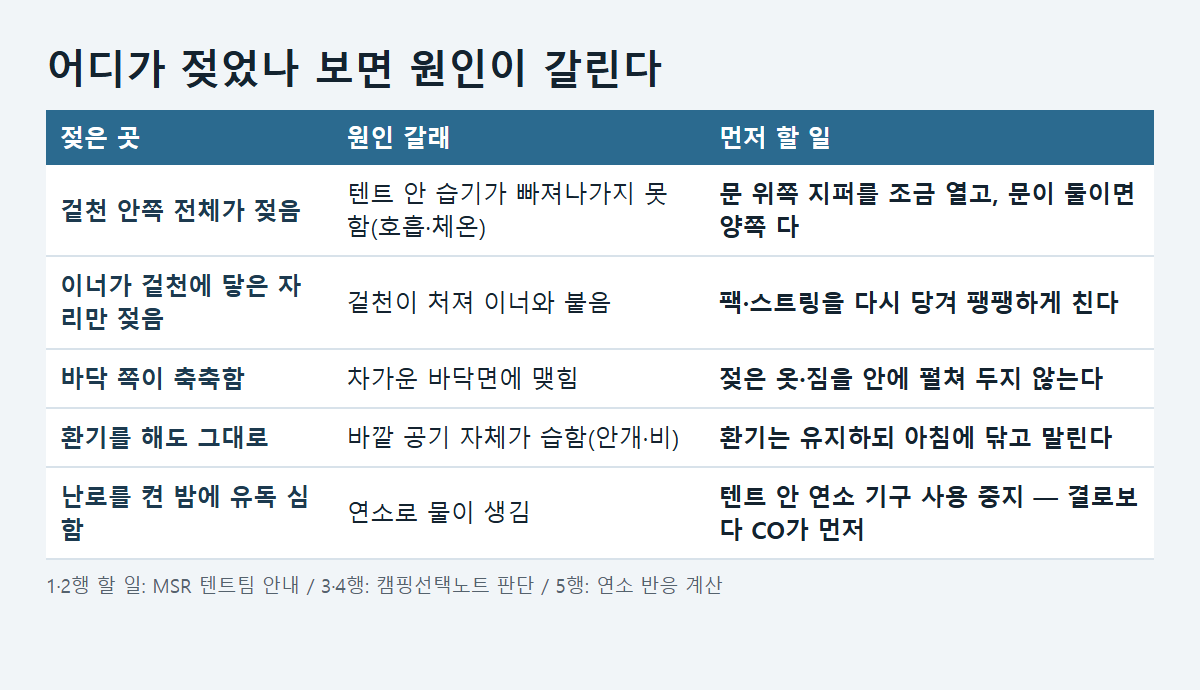 어디가 젖었나 보면 원인이 갈린다
젖은 곳 원인 갈래 먼저 할 일
겉천 안쪽 전체가 젖음
텐트 안 습기가 빠져나가지 못
함(호흡·체온)
문 위쪽 지퍼를 조금 열고, 문이 둘이면
양쪽 다
이너가 겉천에 닿은 자
리만 젖음
겉천이 처져 이너와 붙음
팩·스트링을 다시 당겨 팽팽하게 친다
바닥 쪽이 축축함
차가운 바닥면에 맺힘
젖은 옷·짐을 안에 펼쳐 두지 않는다
환기를 해도 그대로
바깥 공기 자체가 습함(안개·비)
환기는 유지하되 아침에 닦고 말린다
난로를 켠 밤에 유독 심
함
연소로 물이 생김
텐트 안 연소 기구 사용 중지 — 결로보
다 CO가 먼저
1·2행 할 일: MSR 텐트팀 안내 / 3·4행: 캠핑선택노트 판단 / 5행: 연소 반응 계산